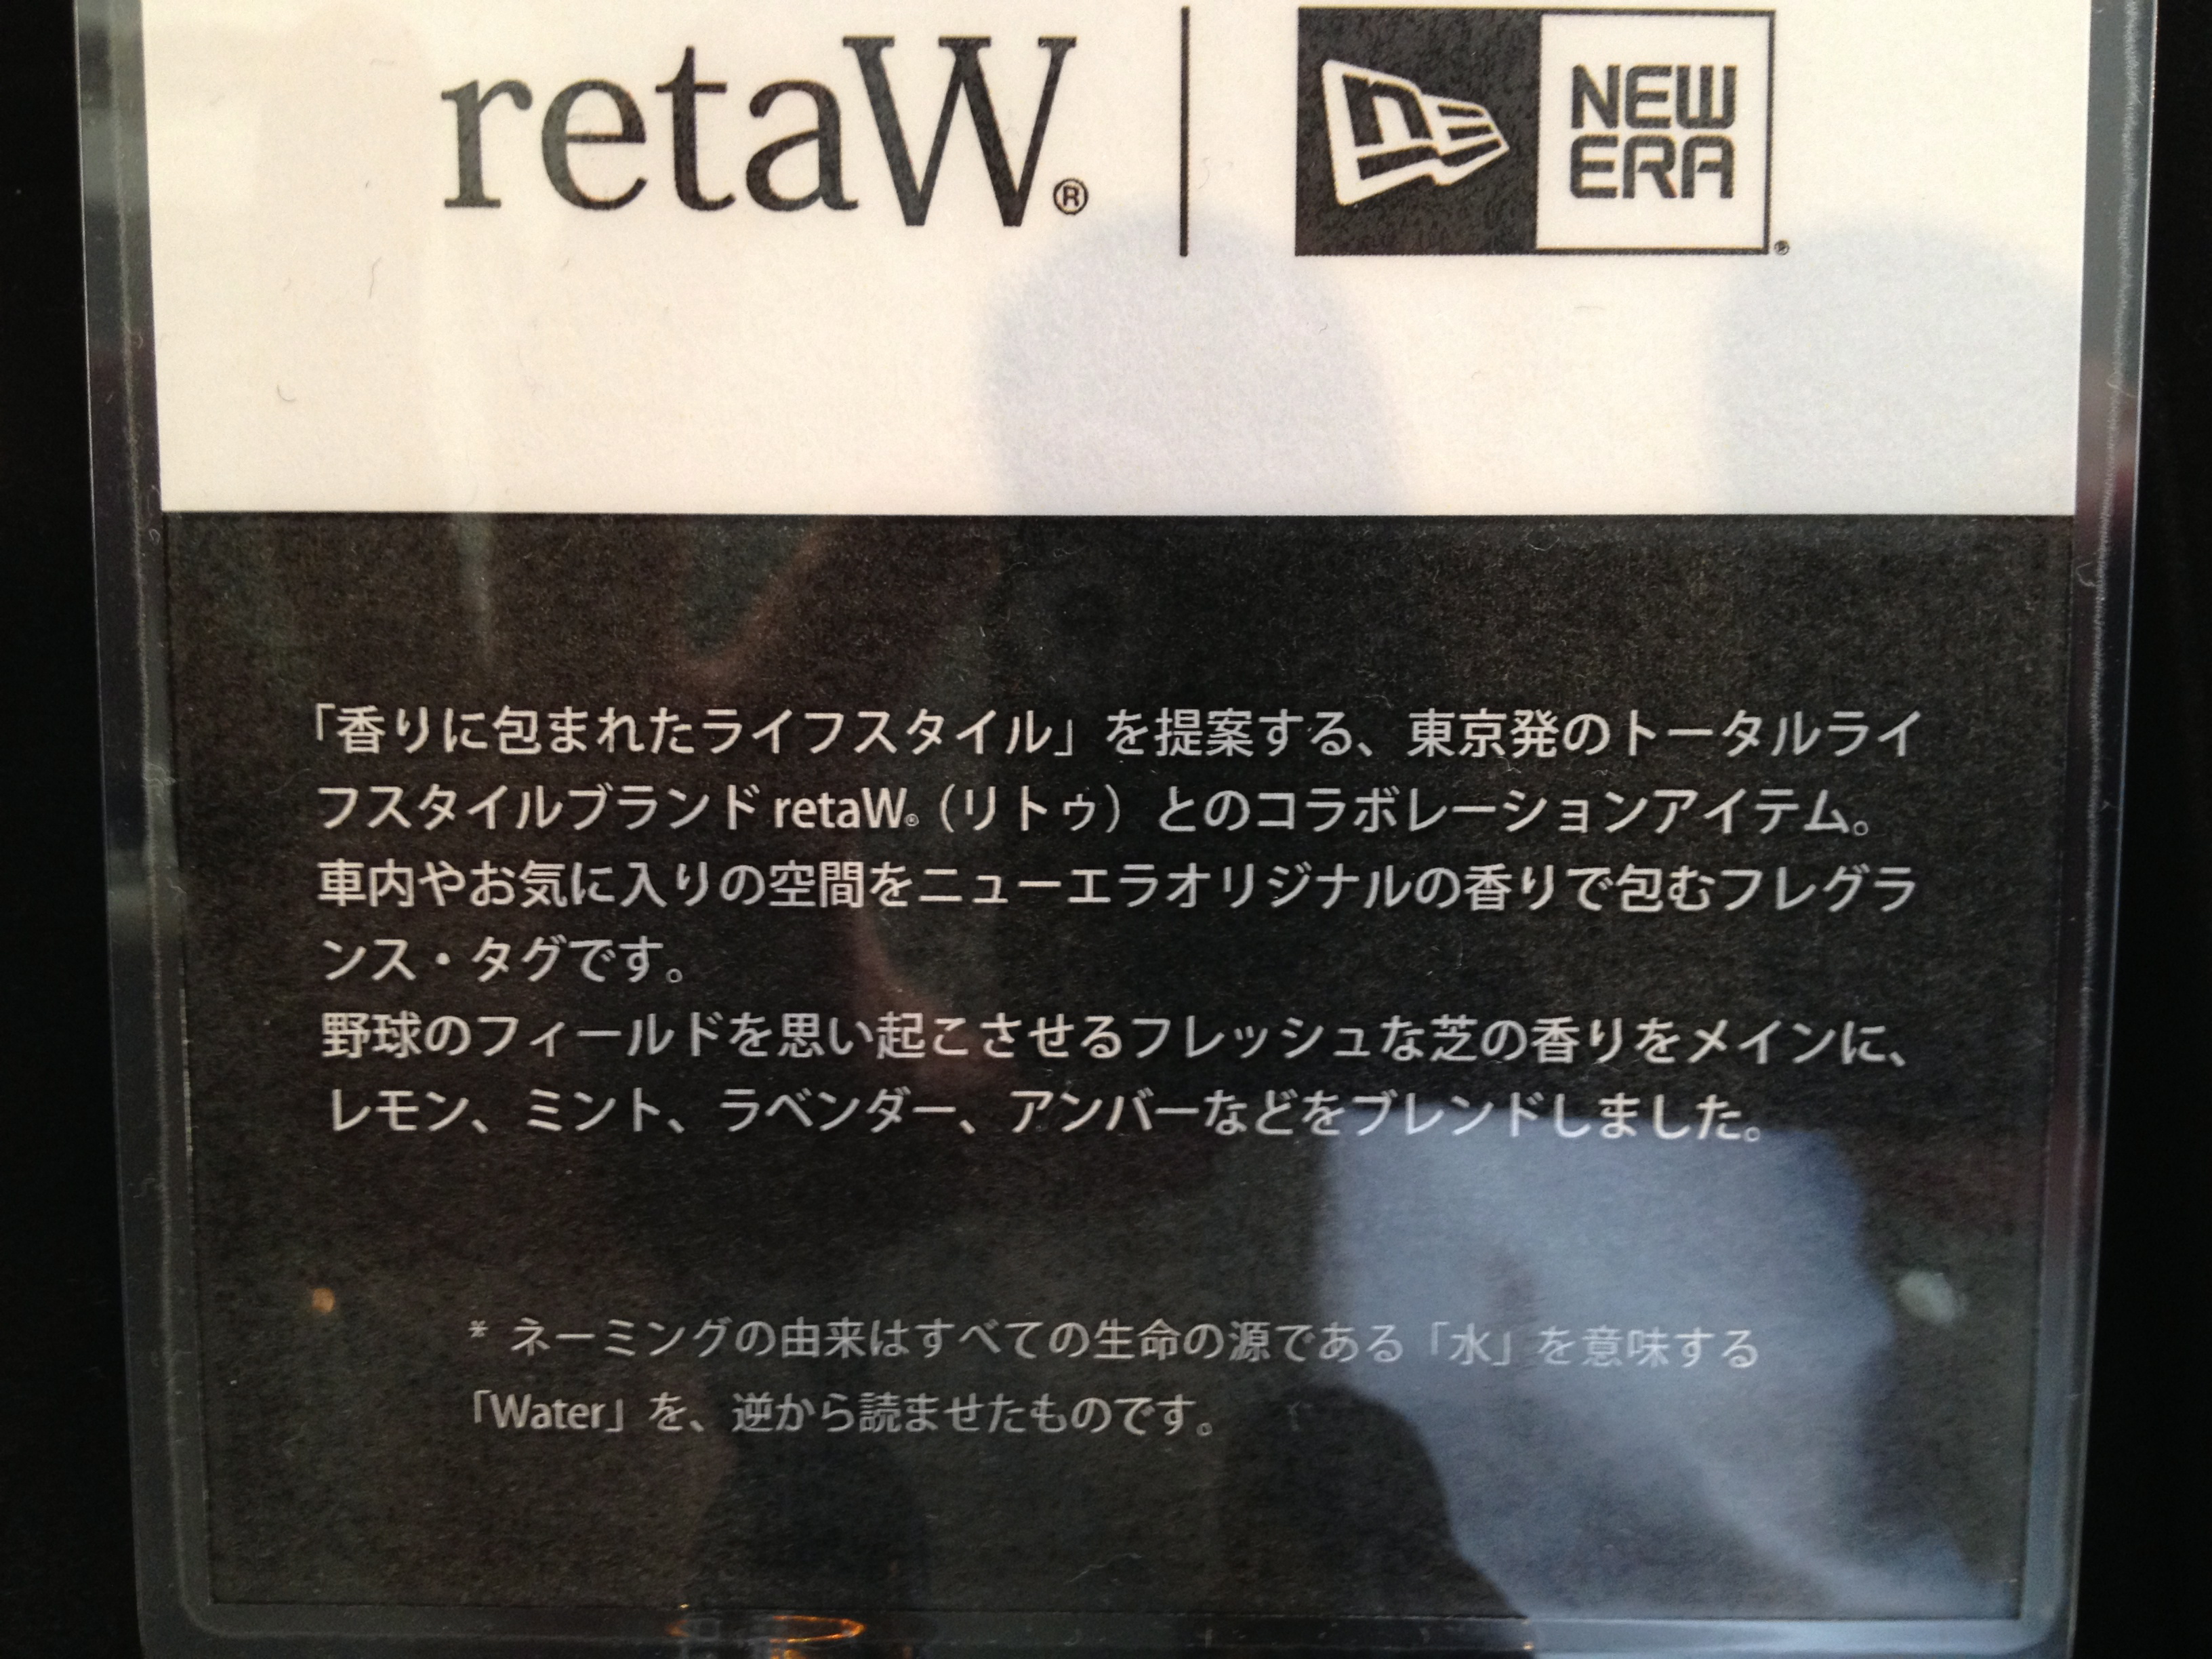 retaW®
NEW
ERA
®
「香りに包まれたライフスタイル」を提案する、東京発のトータルライ
フスタイルブランド retaW®（リトゥ）とのコラボレーションアイテム。
車内やお気に入りの空間をニューエラオリジナルの香りで包むフレグラ
ンス・タグです。
野球のフィールドを思い起こさせるフレッシュな芝の香りをメインに、
レモン、ミント、ラベンダー、アンバーなどをブレンドしました。
* ネーミングの由来はすべての生命の源である「水」を意味する
「Water」を、逆から読ませたものです。